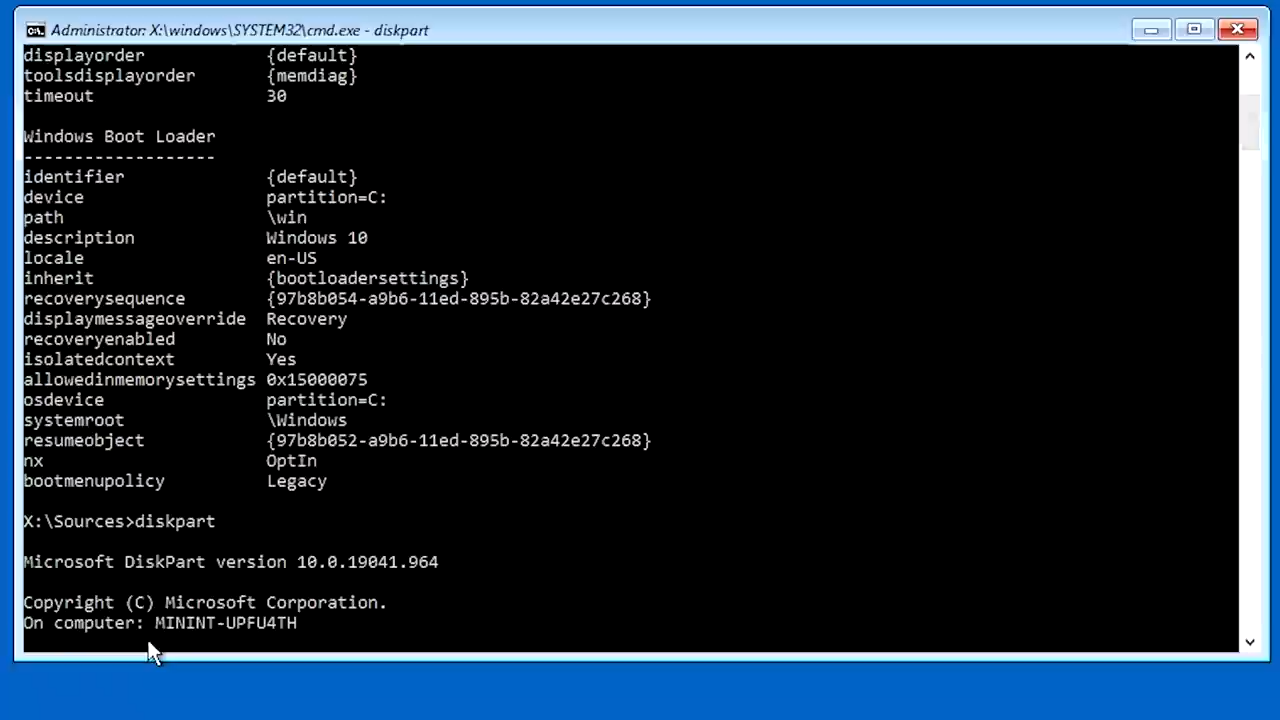 Administrator: X:\windows\SYSTEM32\cmd.exe - diskpart
displayorder            {default}
toolsdisplayorder       {memdiag}
timeout                 30
Windows Boot Loader
-------------------
identifier              {default}
device                  partition=C:
path                    \win
description             Windows 10
locale                  en-US
inherit                 {bootloadersettings}
recoverysequence        {97b8b054-a9b6-11ed-895b-82a42e27c268}
displaymessageoverride  Recovery
recoveryenabled         No
isolatedcontext         Yes
allowedinmemorysettings 0x15000075
osdevice                partition=C:
systemroot              \Windows
resumeobject            {97b8b052-a9b6-11ed-895b-82a42e27c268}
nx                      OptIn
bootmenupolicy          Legacy
X:\Sources>diskpart
Microsoft DiskPart version 10.0.19041.964
Copyright (C) Microsoft Corporation.
On computer: MININT-UPFU4TH